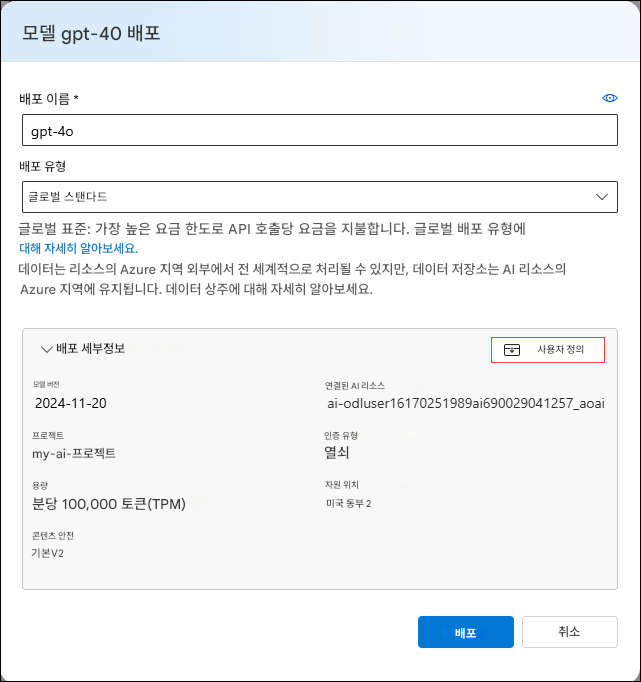 모델 gpt-40 배포
배포 이름 *
gpt-4o
배포 유형
글로벌 스탠다드
글로벌 표준: 가장 높은 요금 한도로 API 호출당 요금을 지불합니다. 글로벌 배포 유형에
대해 자세히 알아보세요.
데이터는 리소스의 Azure 지역 외부에서 전 세계적으로 처리될 수 있지만, 데이터 저장소는 AI 리소스의
Azure 지역에 유지됩니다. 데이터 상주에 대해 자세히 알아보세요.
배포 세부정보
사용자 정의
모델 버전
2024-11-20
연결된 AI 리소스
ai-odluser16170251989ai690029041257_aoai
프로젝트
my-ai-프로젝트
인증 유형
열쇠
용량
분당 100,000 토큰(TPM)
자원 위치
미국 동부 2
콘텐츠 안전
기본V2
배포
취소